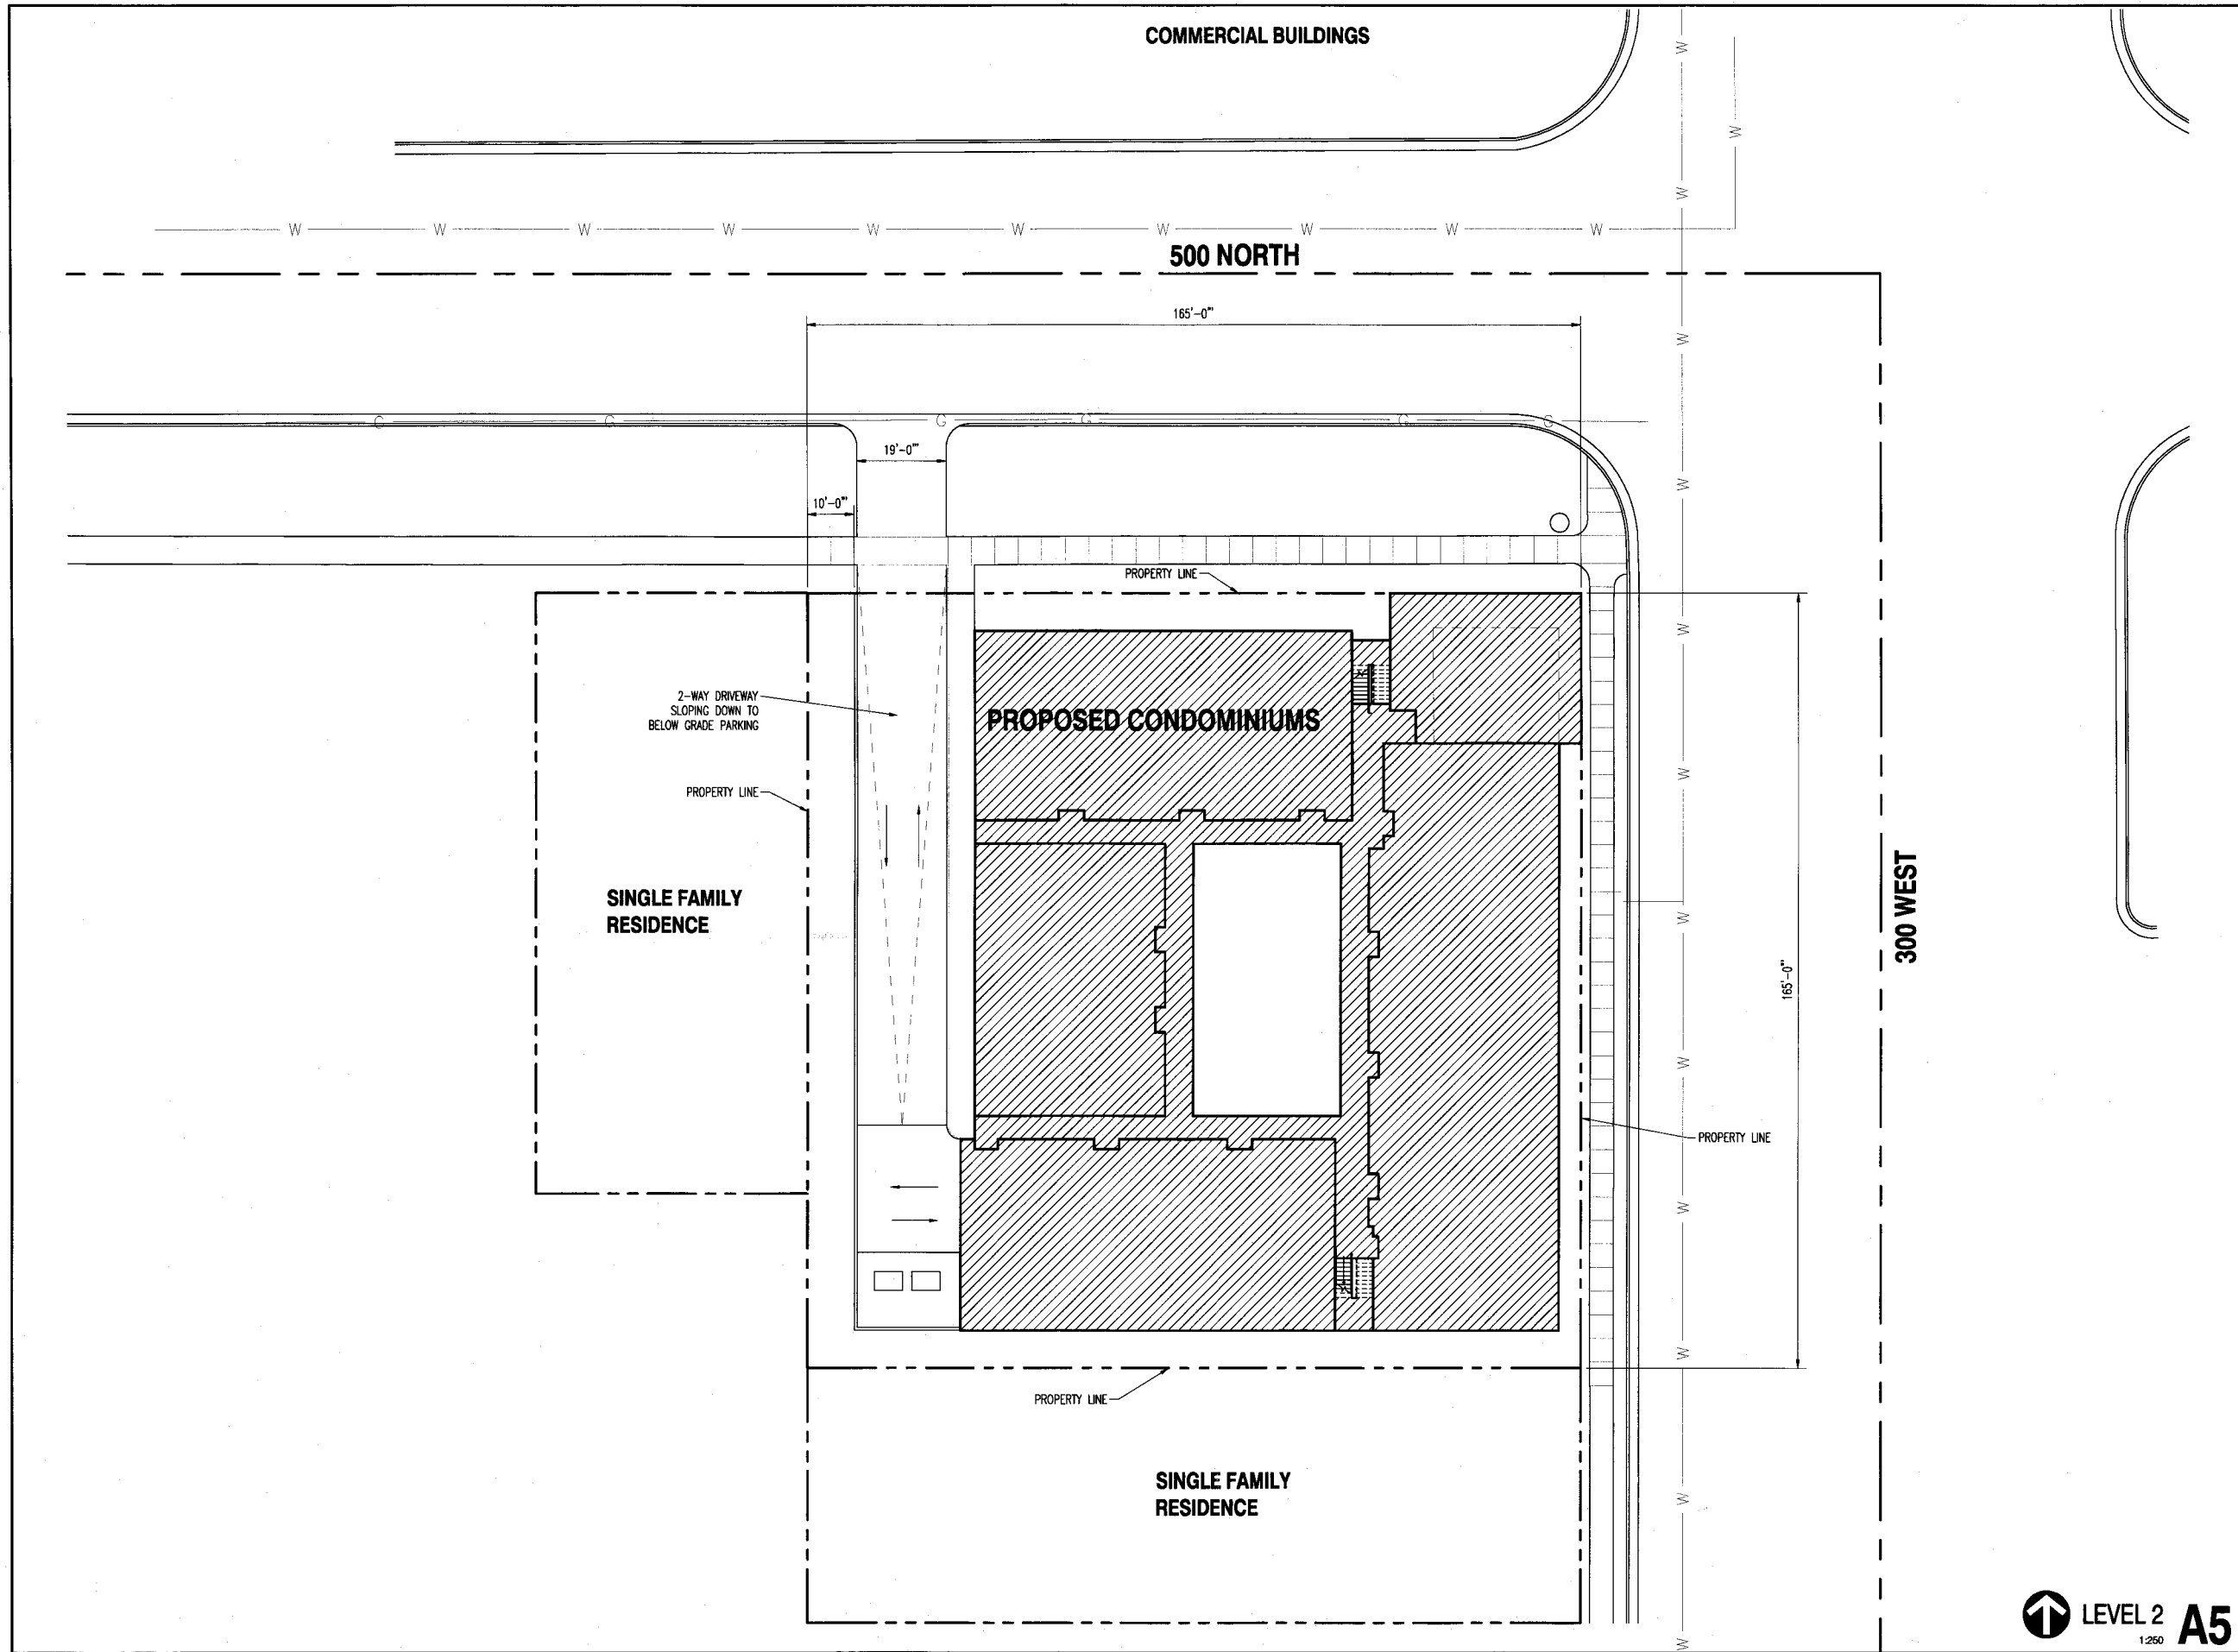 COMMERCIAL BUILDINGS
W
W
W
W W W W W W W W W W
500 NORTH
165'-0"'
W
G G G G G G
19'-0"'
W
10'-0"'
PROPERTY LINE
W
2-WAY DRIVEWAY
SLOPING DOWN TO
BELOW GRADE PARKING
PROPOSED CONDOMINIUMS
W
PROPERTY LINE
SINGLE FAMILY
RESIDENCE
W
300 WEST
165'-0"'
W
PROPERTY LINE
W
W
PROPERTY LINE
SINGLE FAMILY
RESIDENCE
W
W
LEVEL 2
1:250
A5